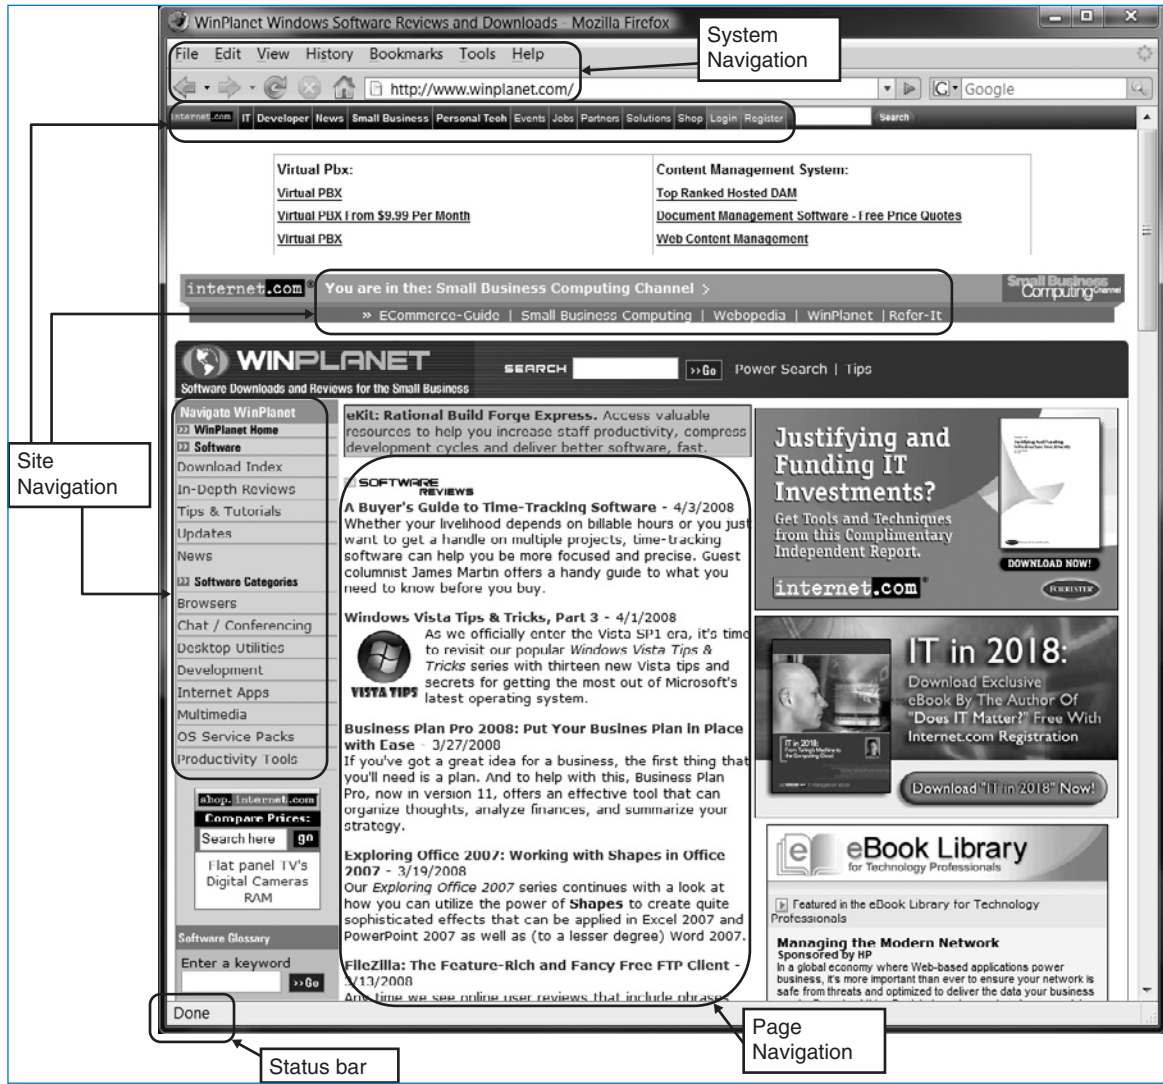 WinPlanet Windows Software Reviews and Downloads - Mozilla Firefox
System
Navigation
File Edit View History Bookmarks Tools Help
http://www.winplanet.com/
Google
internet.com IT Developer News Small Business Personal Tech Events Jobs Partners Solutions Shop Login Register Search
Virtual Pbx:
Virtual PBX
Virtual PBX From $9.99 Per Month
Virtual PBX
Content Management System:
Top Ranked Hosted DAM
Document Management Software - Free Price Quotes
Web Content Management
internet.com® You are in the: Small Business Computing Channel >
Small Business
Computing Channel
» ECommerce-Guide | Small Business Computing | Webopedia | WinPlanet | Refer-It
WINPLANET
Software Downloads and Reviews for the Small Business
SEARCH >>Go Power Search | Tips
Site
Navigation
Navigate WinPlanet
WinPlanet Home
Software
Download Index
In-Depth Reviews
Tips & Tutorials
Updates
News
Software Categories
Browsers
Chat / Conferencing
Desktop Utilities
Development
Internet Apps
Multimedia
OS Service Packs
Productivity Tools
shop.internet.com
Compare Prices:
Search here go
Flat panel TV's
Digital Cameras
RAM
Software Glossary
Enter a keyword
>>Go
eKit: Rational Build Forge Express. Access valuable
resources to help you increase staff productivity, compress
development cycles and deliver better software, fast.
SOFTWARE
REVIEWS
A Buyer's Guide to Time-Tracking Software - 4/3/2008
Whether your livelihood depends on billable hours or you just
want to get a handle on multiple projects, time-tracking
software can help you be more focused and precise. Guest
columnist James Martin offers a handy guide to what you
need to know before you buy.
Windows Vista Tips & Tricks, Part 3 - 4/1/2008
As we officially enter the Vista SP1 era, it's time
to revisit our popular Windows Vista Tips &
Tricks series with thirteen new Vista tips and
secrets for getting the most out of Microsoft's
latest operating system.
VISTA TIPS
Business Plan Pro 2008: Put Your Busines Plan in Place
with Ease - 3/27/2008
If you've got a great idea for a business, the first thing that
you'll need is a plan. And to help with this, Business Plan
Pro, now in version 11, offers an effective tool that can
organize thoughts, analyze finances, and summarize your
strategy.
Exploring Office 2007: Working with Shapes in Office
2007 - 3/19/2008
Our Exploring Office 2007 series continues with a look at
how you can utilize the power of Shapes to create quite
sophisticated effects that can be applied in Excel 2007 and
PowerPoint 2007 as well as (to a lesser degree) Word 2007.
FileZilla: The Feature-Rich and Fancy Free FTP Client -
3/13/2008
Any time we see online user reviews that include phrases
Justifying and
Funding IT
Investments?
Get Tools and Techniques
from this Complimentary
Independent Report.
internet.com®
DOWNLOAD NOW!
FORRESTER
IT in 2018:
Download Exclusive
eBook By The Author Of
"Does IT Matter?" Free With
Internet.com Registration
IT in 2018:
From Turing's Machine to
the Computing Cloud
Download "IT in 2018" Now!
e
eBook Library
for Technology Professionals
Featured in the eBook Library for Technology
Professionals
Managing the Modern Network
Sponsored by HP
In a global economy where Web-based applications power
business, it's more important than ever to ensure your network is
safe from threats and optimized to deliver the data your business
Done
Status bar
Page
Navigation